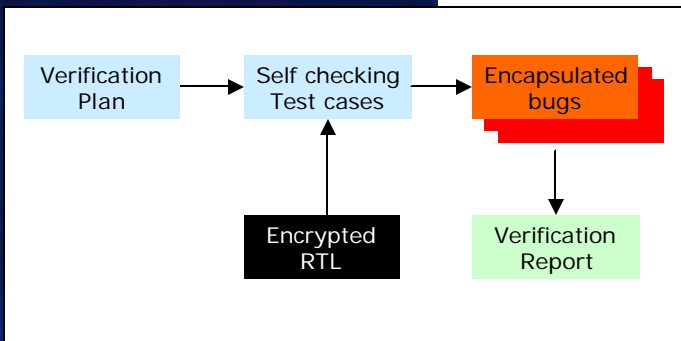 Verification
Plan
Self checking
Test cases
Encapsulated
bugs
Encrypted
RTL
Verification
Report